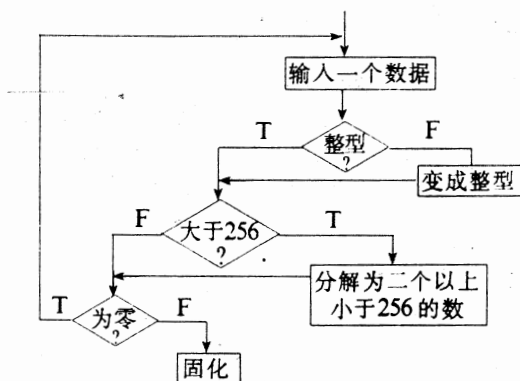 输入一个数据
T
整型
?
F
变成整型
F
大于256
?
T
分解为二个以上
小于256的数
T
为零
?
F
固化